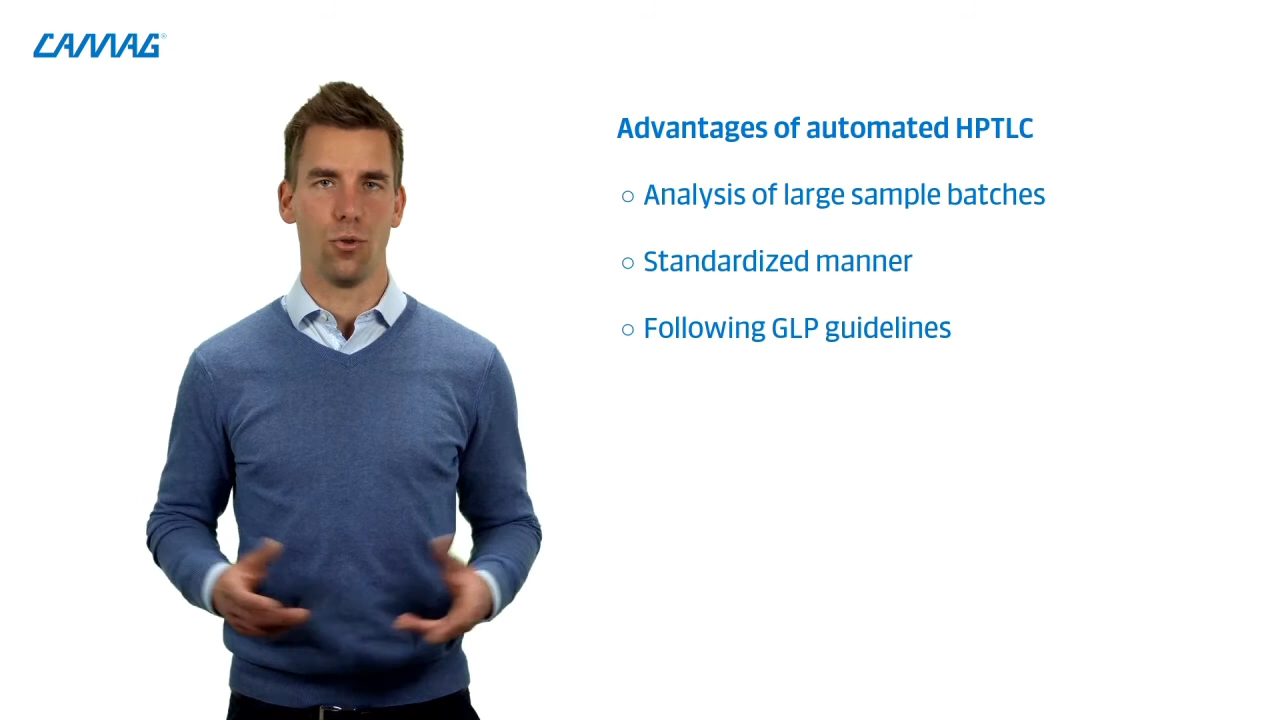 CAMAG®
Advantages of automated HPTLC
○ Analysis of large sample batches
○ Standardized manner
○ Following GLP guidelines